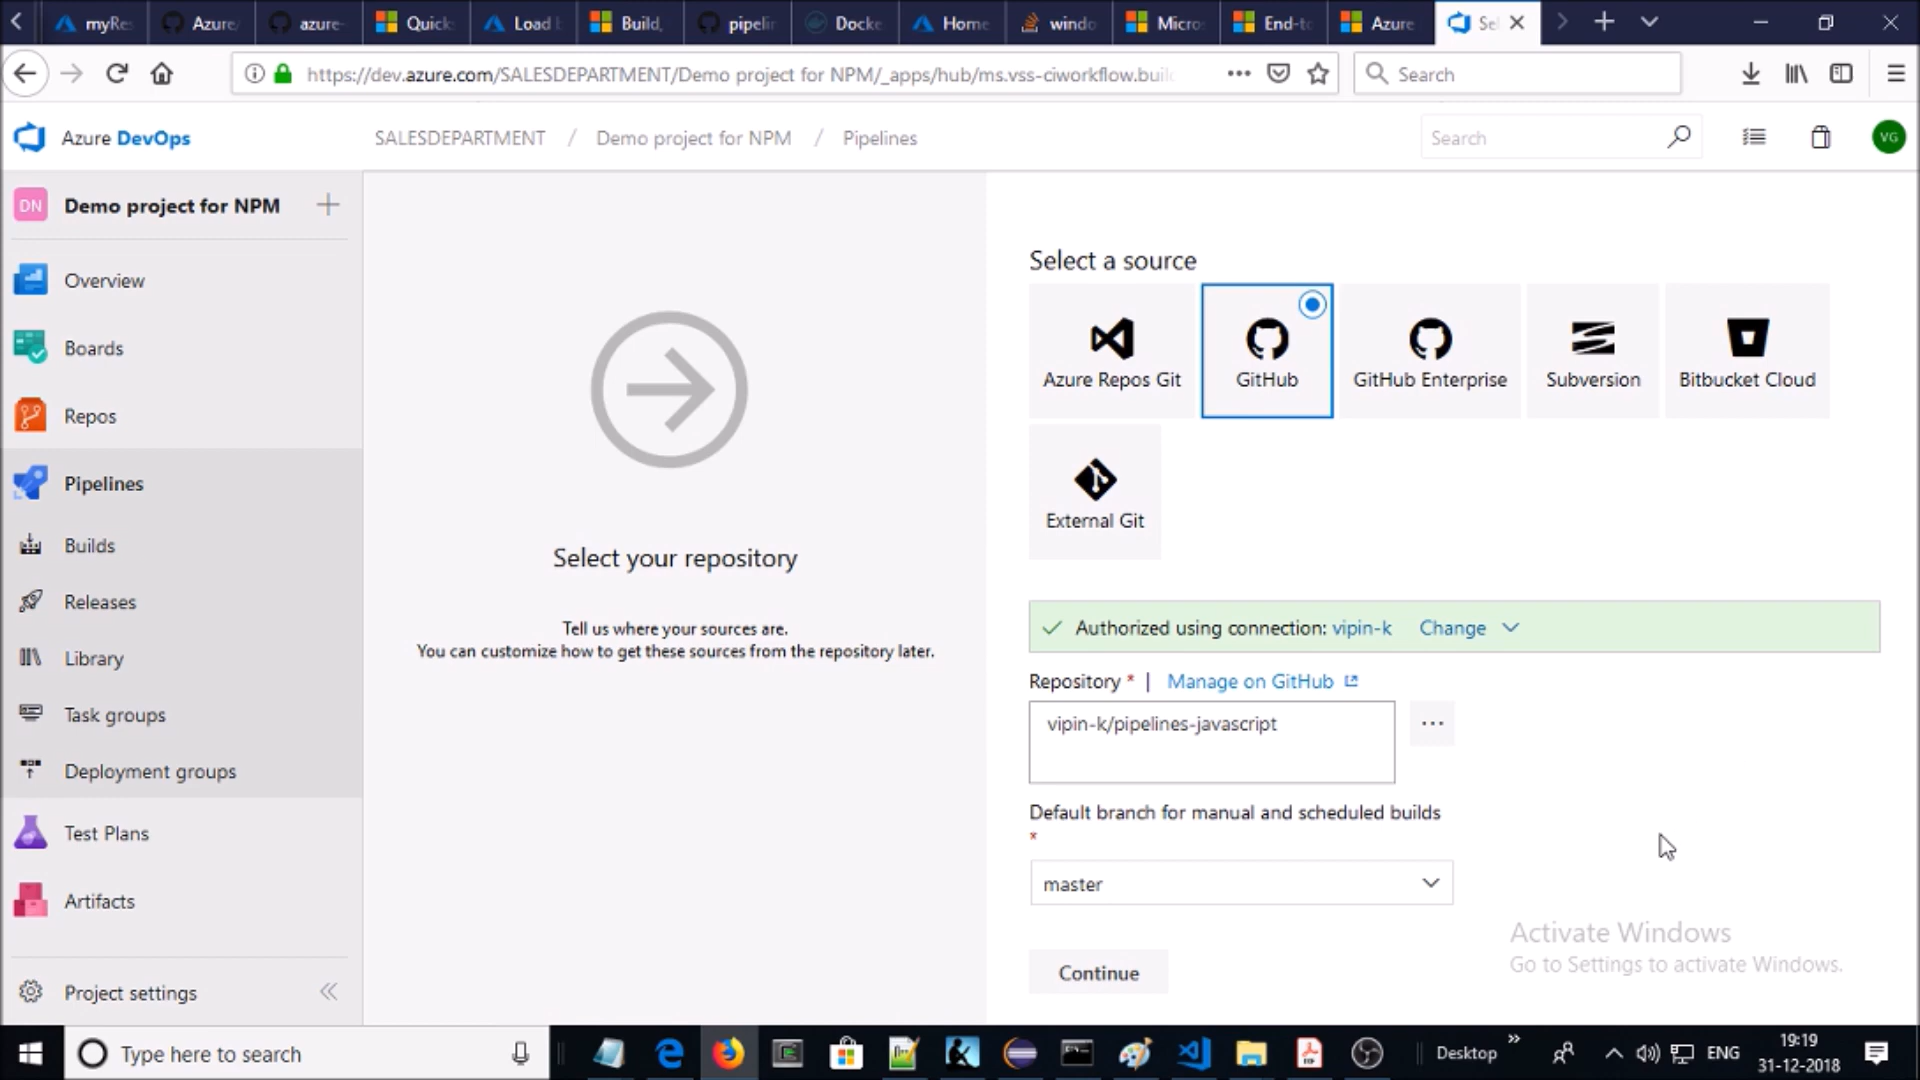 myRes
Azure/
azure-
Quick
Load b
Build,
pipelin
Docke
Home
windo
Micro
End-to
Azure
Sel
https://dev.azure.com/SALESDEPARTMENT/Demo project for NPM/_apps/hub/ms.vss-ciworkflow.buil
Search
Azure DevOps
SALESDEPARTMENT / Demo project for NPM / Pipelines
Search
VG
DN Demo project for NPM
Overview
Boards
Repos
Pipelines
Builds
Releases
Library
Task groups
Deployment groups
Test Plans
Artifacts
Project settings
Select your repository
Tell us where your sources are.
You can customize how to get these sources from the repository later.
Select a source
Azure Repos Git
GitHub
GitHub Enterprise
Subversion
Bitbucket Cloud
External Git
Authorized using connection: vipin-k Change
Repository * | Manage on GitHub
vipin-k/pipelines-javascript
Default branch for manual and scheduled builds
*
master
Continue
Activate Windows
Go to Settings to activate Windows.
Type here to search
Desktop
ENG
19:19
31-12-2018